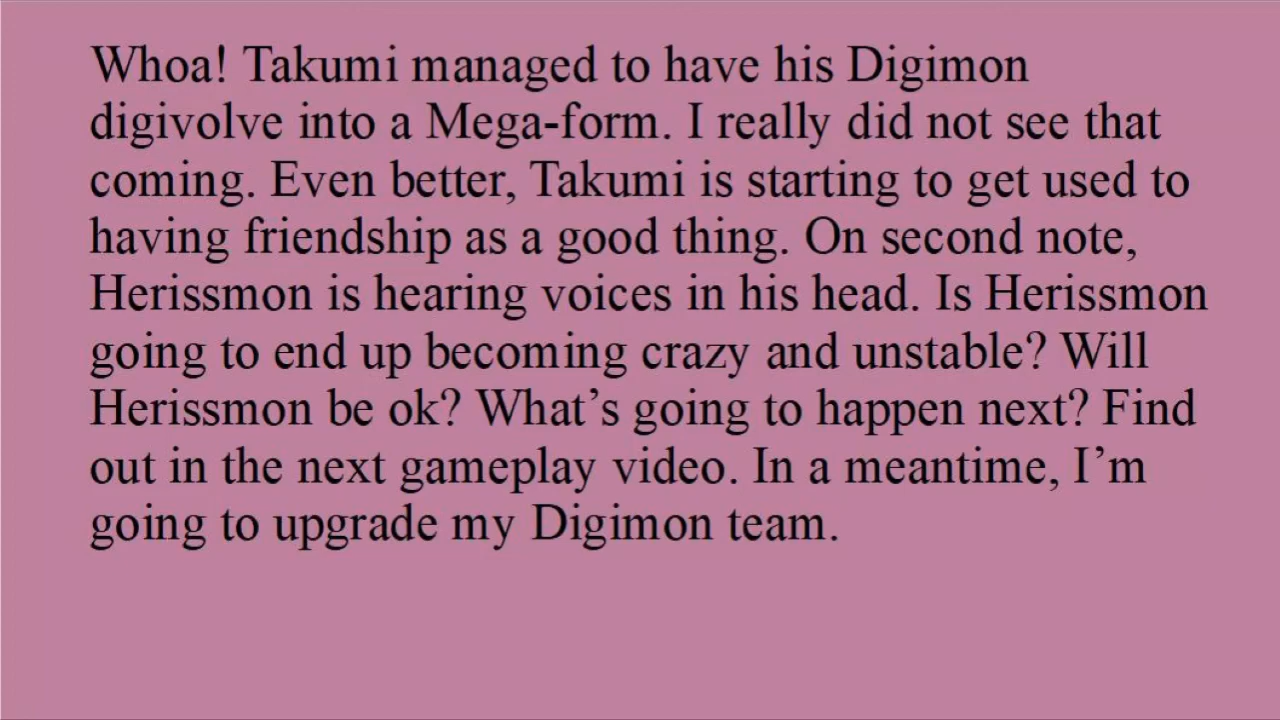 Whoa! Takumi managed to have his Digimon
digivolve into a Mega-form. I really did not see that
coming. Even better, Takumi is starting to get used to
having friendship as a good thing. On second note,
Herissmon is hearing voices in his head. Is Herissmon
going to end up becoming crazy and unstable? Will
Herissmon be ok? What’s going to happen next? Find
out in the next gameplay video. In a meantime, I’m
going to upgrade my Digimon team.